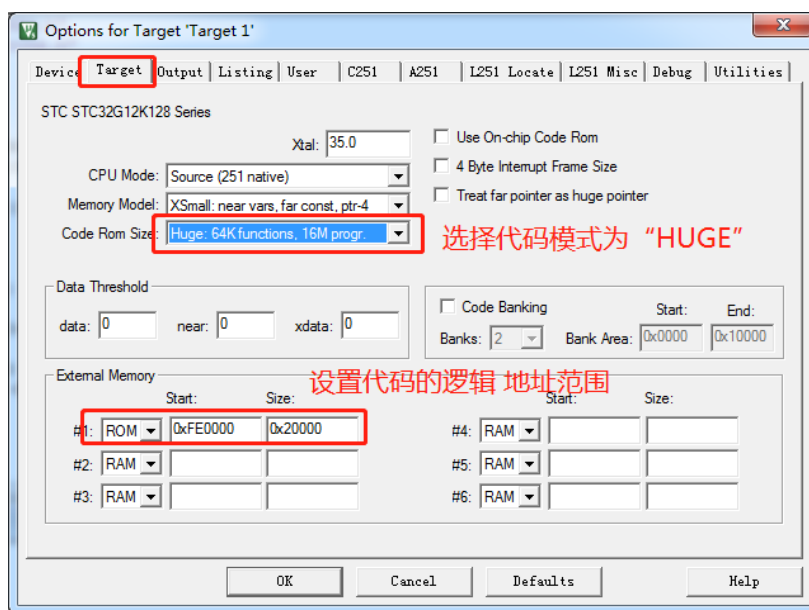 Options for Target 'Target 1'
Device Target Output Listing User C251 A251 L251 Locate L251 Misc Debug Utilities
STC STC32G12K128 Series
Xtal: 35.0
Use On-chip Code Rom
CPU Mode: Source (251 native)
4 Byte Interrupt Frame Size
Memory Model: XSmall: near vars, far const, ptr-4
Treat far pointer as huge pointer
Code Rom Size: Huge: 64K functions, 16M progr.
选择代码模式为“HUGE”
Data Threshold
data: 0 near: 0 xdata: 0
Code Banking Start: End:
Banks: 2 Bank Area: 0x0000 0x10000
External Memory
设置代码的逻辑 地址范围
Start: Size: Start: Size:
#1: ROM 0xFE0000 0x20000 #4: RAM
#2: RAM #5: RAM
#3: RAM #6: RAM
OK Cancel Defaults Help